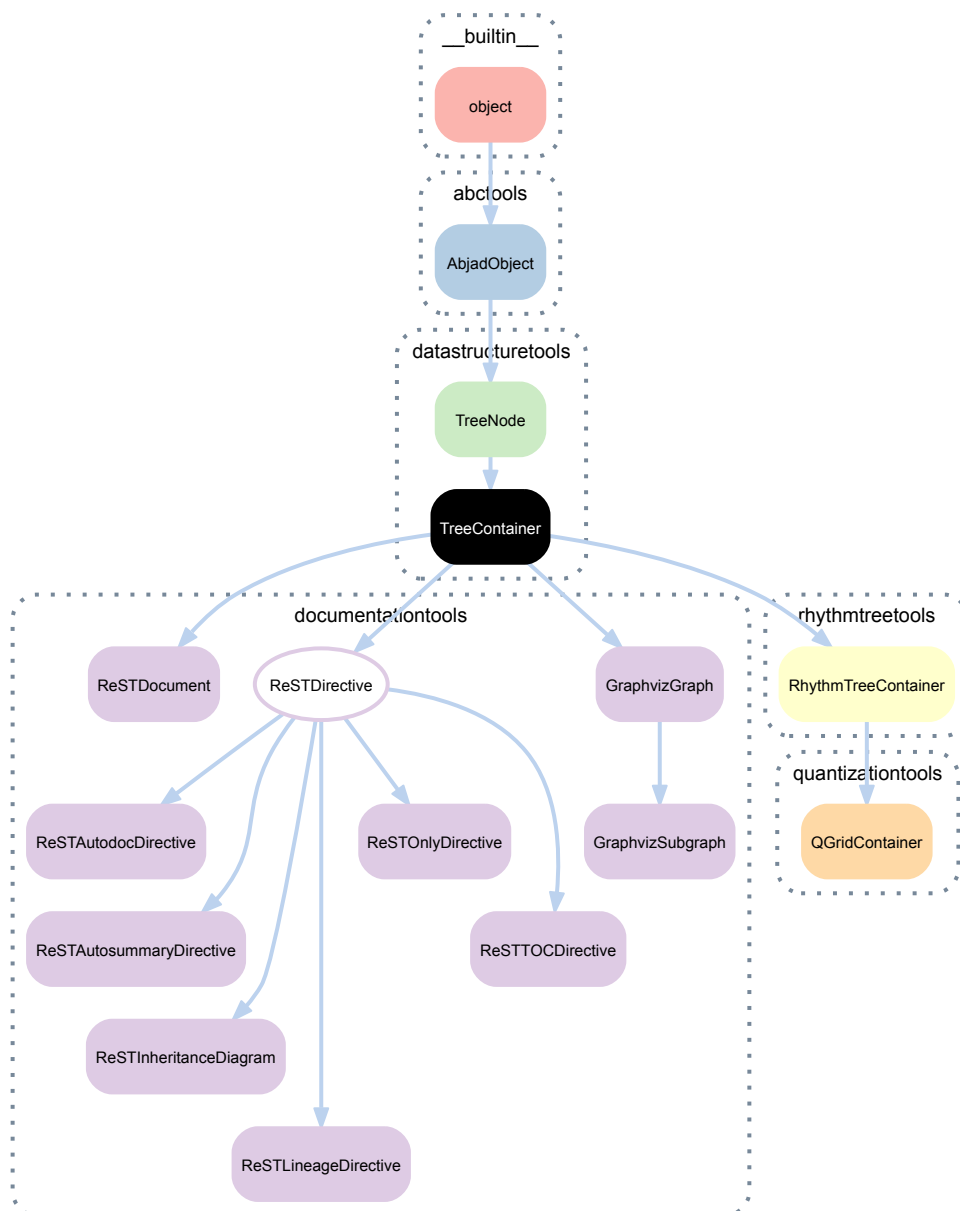 __builtin__
object
abctools
AbjadObject
datastructuretools
TreeNode
TreeContainer
documentationtools
rhythmtreetools
ReSTDocument
ReSTDirective
GraphvizGraph
RhythmTreeContainer
quantizationtools
ReSTAutodocDirective
ReSTOnlyDirective
GraphvizSubgraph
QGridContainer
ReSTAutosummaryDirective
ReSTTOCDirective
ReSTInheritanceDiagram
ReSTLineageDirective